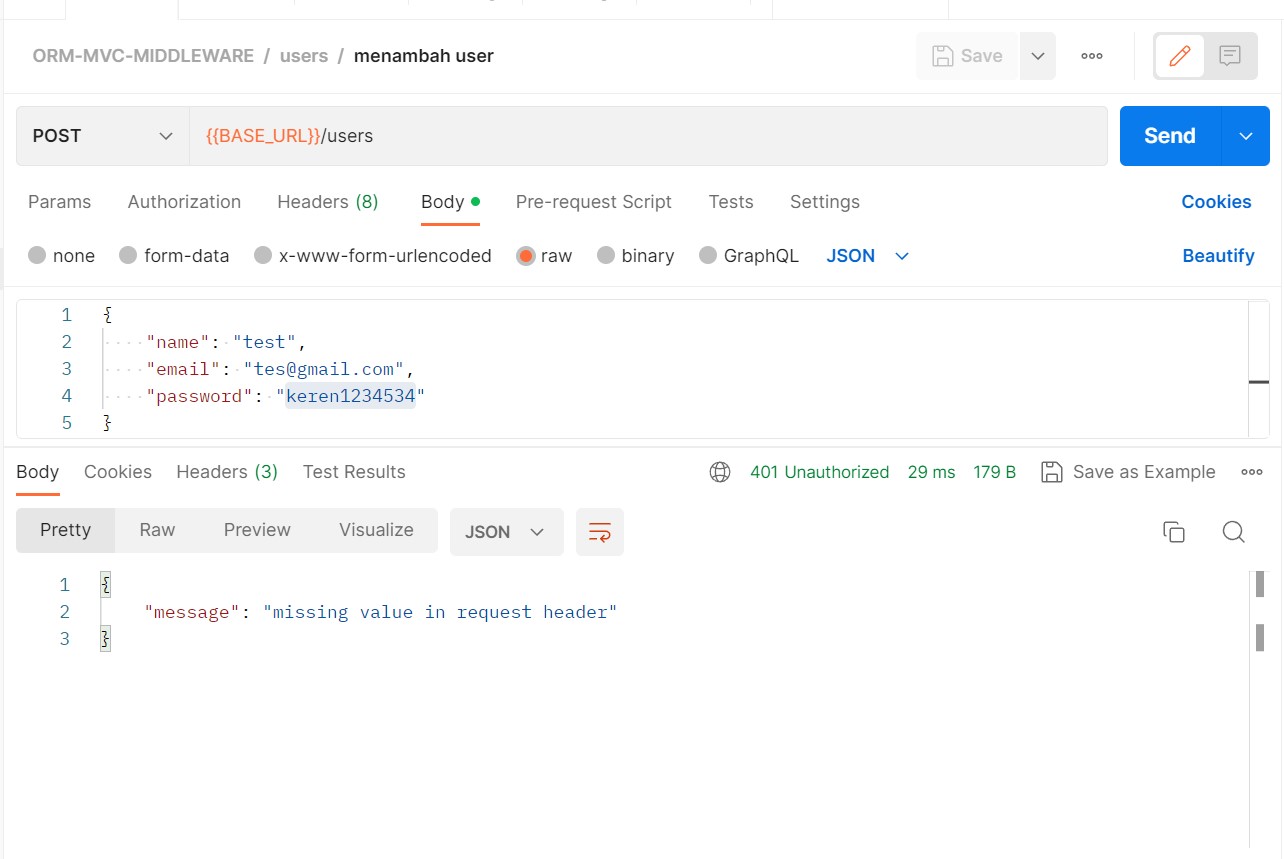 ORM-MVC-MIDDLEWARE / users / menambah user Save
POST {{BASE_URL}}/users Send
Params Authorization Headers (8) Body Pre-request Script Tests Settings Cookies
none form-data x-www-form-urlencoded raw binary GraphQL JSON Beautify
1 {
2 "name": "test",
3 "email": "tes@gmail.com",
4 "password": "keren1234534"
5 }
Body Cookies Headers (3) Test Results 401 Unauthorized 29 ms 179 B Save as Example
Pretty Raw Preview Visualize JSON
1 {
2 "message": "missing value in request header"
3 }